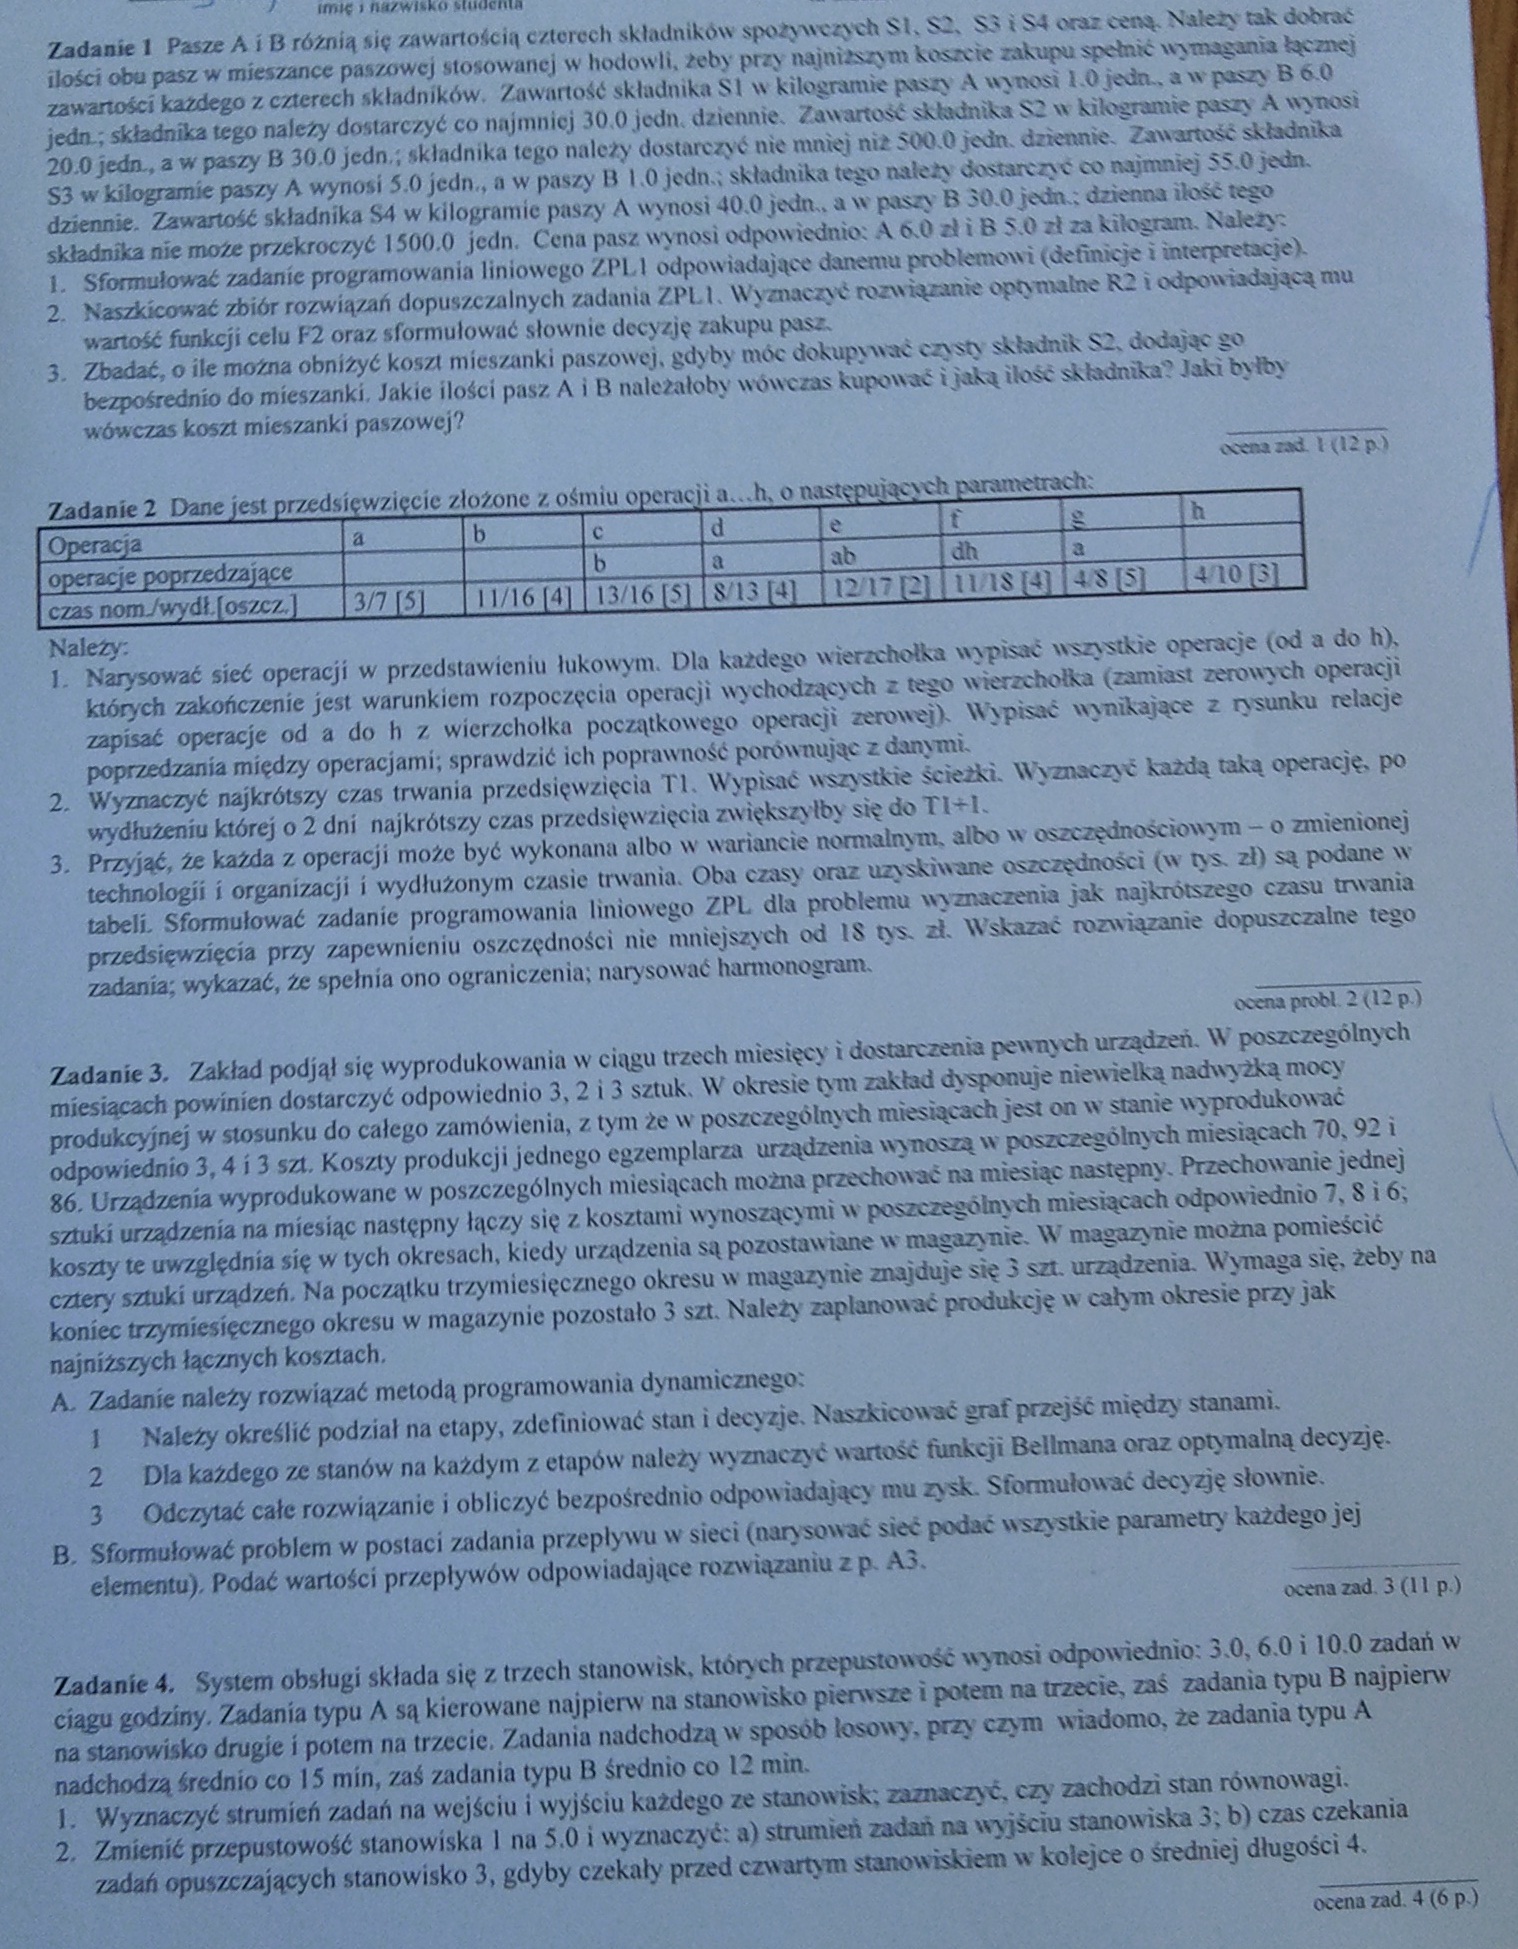 imię i nazwisko studenta
Zadanie 1 Pasze A i B różnią się zawartością czterech składników spożywczych S1, S2, S3 i S4 oraz ceną. Należy tak dobrać
ilości obu pasz w mieszance paszowej stosowanej w hodowli, żeby przy najniższym koszcie zakupu spełnić wymagania łącznej
zawartości każdego z czterech składników. Zawartość składnika S1 w kilogramie paszy A wynosi 1.0 jedn., a w paszy B 6.0
jedn.; składnika tego należy dostarczyć co najmniej 30.0 jedn. dziennie. Zawartość składnika S2 w kilogramie paszy A wynosi
20.0 jedn., a w paszy B 30.0 jedn.; składnika tego należy dostarczyć nie mniej niż 500.0 jedn. dziennie. Zawartość składnika
S3 w kilogramie paszy A wynosi 5.0 jedn., a w paszy B 1.0 jedn.; składnika tego należy dostarczyć co najmniej 55.0 jedn.
dziennie. Zawartość składnika S4 w kilogramie paszy A wynosi 40.0 jedn., a w paszy B 30.0 jedn.; dzienna ilość tego
składnika nie może przekroczyć 1500.0 jedn. Cena pasz wynosi odpowiednio: A 6.0 zł i B 5.0 zł za kilogram. Należy:
1. Sformułować zadanie programowania liniowego ZPL1 odpowiadające danemu problemowi (definicje i interpretacje).
2. Naszkicować zbiór rozwiązań dopuszczalnych zadania ZPL1. Wyznaczyć rozwiązanie optymalne R2 i odpowiadającą mu
wartość funkcji celu F2 oraz sformułować słownie decyzję zakupu pasz.
3. Zbadać, o ile można obniżyć koszt mieszanki paszowej, gdyby móc dokupywać czysty składnik S2, dodając go
bezpośrednio do mieszanki. Jakie ilości pasz A i B należałoby wówczas kupować i jaką ilość składnika? Jaki byłby
wówczas koszt mieszanki paszowej?
ocena zad. 1 (12 p.)
Zadanie 2 Dane jest przedsięwzięcie złożone z ośmiu operacji a...h, o następujących parametrach:
Operacja a b c d e f g h
operacje poprzedzające b a ab dh a
czas nom./wydł.[oszcz.] 3/7 [5] 11/16 [4] 13/16 [5] 8/13 [4] 12/17 [2] 11/18 [4] 4/8 [5] 4/10 [3]
Należy:
1. Narysować sieć operacji w przedstawieniu łukowym. Dla każdego wierzchołka wypisać wszystkie operacje (od a do h),
których zakończenie jest warunkiem rozpoczęcia operacji wychodzących z tego wierzchołka (zamiast zerowych operacji
zapisać operacje od a do h z wierzchołka początkowego operacji zerowej). Wypisać wynikające z rysunku relacje
poprzedzania między operacjami; sprawdzić ich poprawność porównując z danymi.
2. Wyznaczyć najkrótszy czas trwania przedsięwzięcia T1. Wypisać wszystkie ścieżki. Wyznaczyć każdą taką operację, po
wydłużeniu której o 2 dni najkrótszy czas przedsięwzięcia zwiększyłby się do T1+1.
3. Przyjąć, że każda z operacji może być wykonana albo w wariancie normalnym, albo w oszczędnościowym – o zmienionej
technologii i organizacji i wydłużonym czasie trwania. Oba czasy oraz uzyskiwane oszczędności (w tys. zł) są podane w
tabeli. Sformułować zadanie programowania liniowego ZPL dla problemu wyznaczenia jak najkrótszego czasu trwania
przedsięwzięcia przy zapewnieniu oszczędności nie mniejszych od 18 tys. zł. Wskazać rozwiązanie dopuszczalne tego
zadania; wykazać, że spełnia ono ograniczenia; narysować harmonogram.
ocena probl. 2 (12 p.)
Zadanie 3. Zakład podjął się wyprodukowania w ciągu trzech miesięcy i dostarczenia pewnych urządzeń. W poszczególnych
miesiącach powinien dostarczyć odpowiednio 3, 2 i 3 sztuk. W okresie tym zakład dysponuje niewielką nadwyżką mocy
produkcyjnej w stosunku do całego zamówienia, z tym że w poszczególnych miesiącach jest on w stanie wyprodukować
odpowiednio 3, 4 i 3 szt. Koszty produkcji jednego egzemplarza urządzenia wynoszą w poszczególnych miesiącach 70, 92 i
86. Urządzenia wyprodukowane w poszczególnych miesiącach można przechować na miesiąc następny. Przechowanie jednej
sztuki urządzenia na miesiąc następny łączy się z kosztami wynoszącymi w poszczególnych miesiącach odpowiednio 7, 8 i 6;
koszty te uwzględnia się w tych okresach, kiedy urządzenia są pozostawiane w magazynie. W magazynie można pomieścić
cztery sztuki urządzeń. Na początku trzymiesięcznego okresu w magazynie znajduje się 3 szt. urządzenia. Wymaga się, żeby na
koniec trzymiesięcznego okresu w magazynie pozostało 3 szt. Należy zaplanować produkcję w całym okresie przy jak
najniższych łącznych kosztach.
A. Zadanie należy rozwiązać metodą programowania dynamicznego:
1 Należy określić podział na etapy, zdefiniować stan i decyzje. Naszkicować graf przejść między stanami.
2 Dla każdego ze stanów na każdym z etapów należy wyznaczyć wartość funkcji Bellmana oraz optymalną decyzję.
3 Odczytać całe rozwiązanie i obliczyć bezpośrednio odpowiadający mu zysk. Sformułować decyzję słownie.
B. Sformułować problem w postaci zadania przepływu w sieci (narysować sieć podać wszystkie parametry każdego jej
elementu). Podać wartości przepływów odpowiadające rozwiązaniu z p. A3.
ocena zad. 3 (11 p.)
Zadanie 4. System obsługi składa się z trzech stanowisk, których przepustowość wynosi odpowiednio: 3.0, 6.0 i 10.0 zadań w
ciągu godziny. Zadania typu A są kierowane najpierw na stanowisko pierwsze i potem na trzecie, zaś zadania typu B najpierw
na stanowisko drugie i potem na trzecie. Zadania nadchodzą w sposób losowy, przy czym wiadomo, że zadania typu A
nadchodzą średnio co 15 min, zaś zadania typu B średnio co 12 min.
1. Wyznaczyć strumień zadań na wejściu i wyjściu każdego ze stanowisk; zaznaczyć, czy zachodzi stan równowagi.
2. Zmienić przepustowość stanowiska 1 na 5.0 i wyznaczyć: a) strumień zadań na wyjściu stanowiska 3; b) czas czekania
zadań opuszczających stanowisko 3, gdyby czekały przed czwartym stanowiskiem w kolejce o średniej długości 4.
ocena zad. 4 (6 p.)